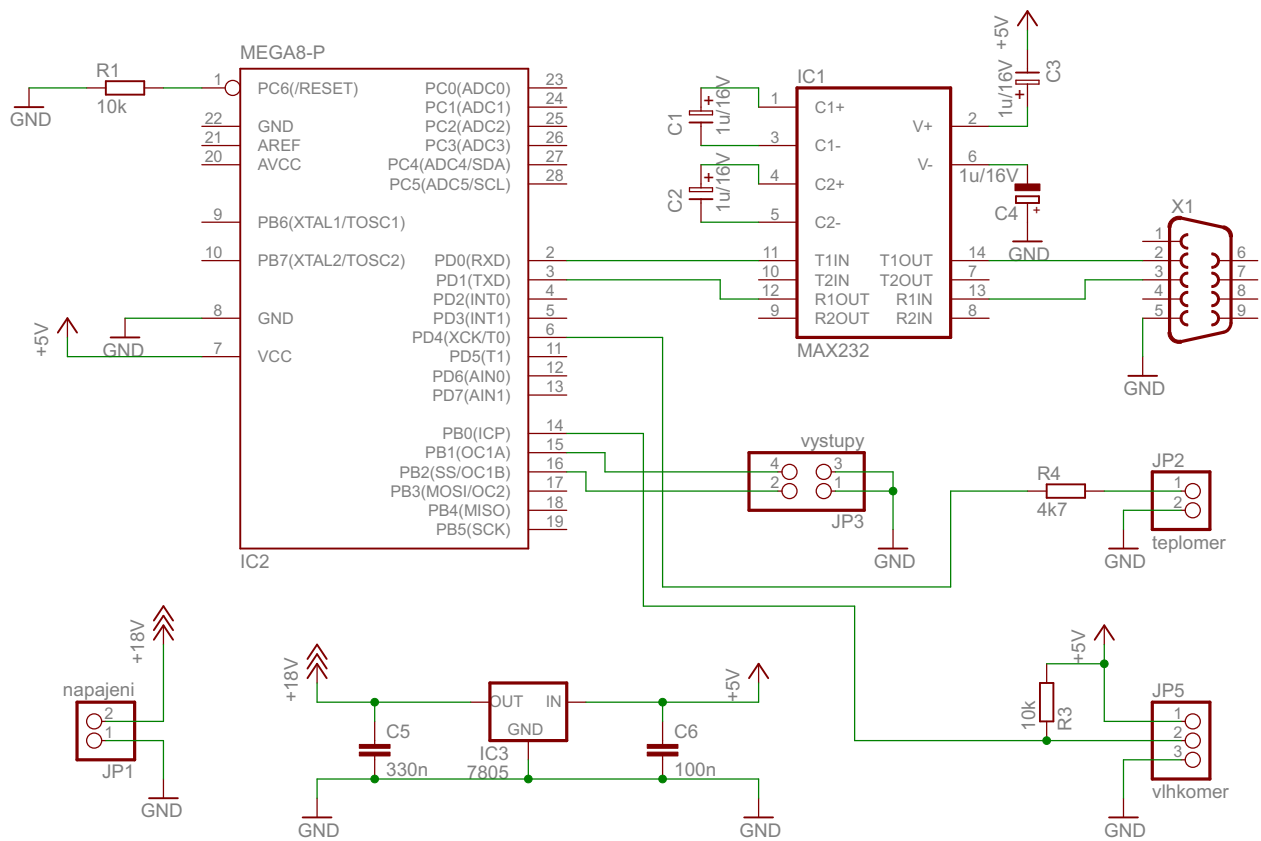 MEGA8-P
R1
10k
GND
1
PC6(/RESET)
22
GND
21
AREF
20
AVCC
9
PB6(XTAL1/TOSC1)
10
PB7(XTAL2/TOSC2)
8
GND
7
VCC
+5V
GND
PC0(ADC0)
23
PC1(ADC1)
24
PC2(ADC2)
25
PC3(ADC3)
26
PC4(ADC4/SDA)
27
PC5(ADC5/SCL)
28
PD0(RXD)
2
PD1(TXD)
3
PD2(INT0)
4
PD3(INT1)
5
PD4(XCK/T0)
6
PD5(T1)
11
PD6(AIN0)
12
PD7(AIN1)
13
PB0(ICP)
14
PB1(OC1A)
15
PB2(SS/OC1B)
16
PB3(MOSI/OC2)
17
PB4(MISO)
18
PB5(SCK)
19
IC2
C1
+
1u/16V
C2
+
1u/16V
IC1
1
C1+
3
C1-
4
C2+
5
C2-
11
T1IN
10
T2IN
12
R1OUT
9
R2OUT
V+
2
V-
6
T1OUT
14
T2OUT
7
R1IN
13
R2IN
8
MAX232
+5V
1u/16V
+
C3
1u/16V
C4
+
GND
X1
1
2
3
4
5
6
7
8
9
GND
vystupy
4
3
2
1
JP3
GND
R4
4k7
JP2
1
2
teplomer
GND
+18V
napajeni
2
1
JP1
GND
+18V
C5
330n
OUT
IN
GND
IC3
7805
C6
100n
+5V
GND
GND
+5V
10k
R3
JP5
1
2
3
vlhkomer
GND